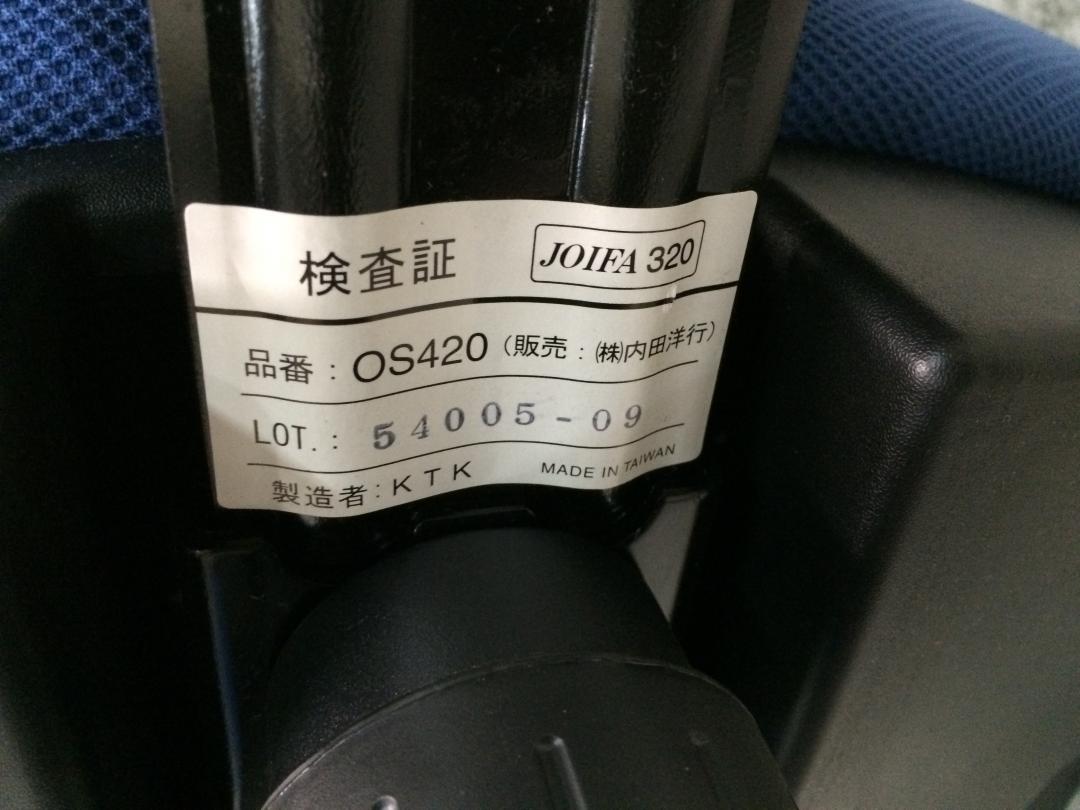 検査証 JOIFA 320
品番 : OS420 (販売 : ㈱内田洋行)
LOT. : 54005-09
製造者 : KTK MADE IN TAIWAN